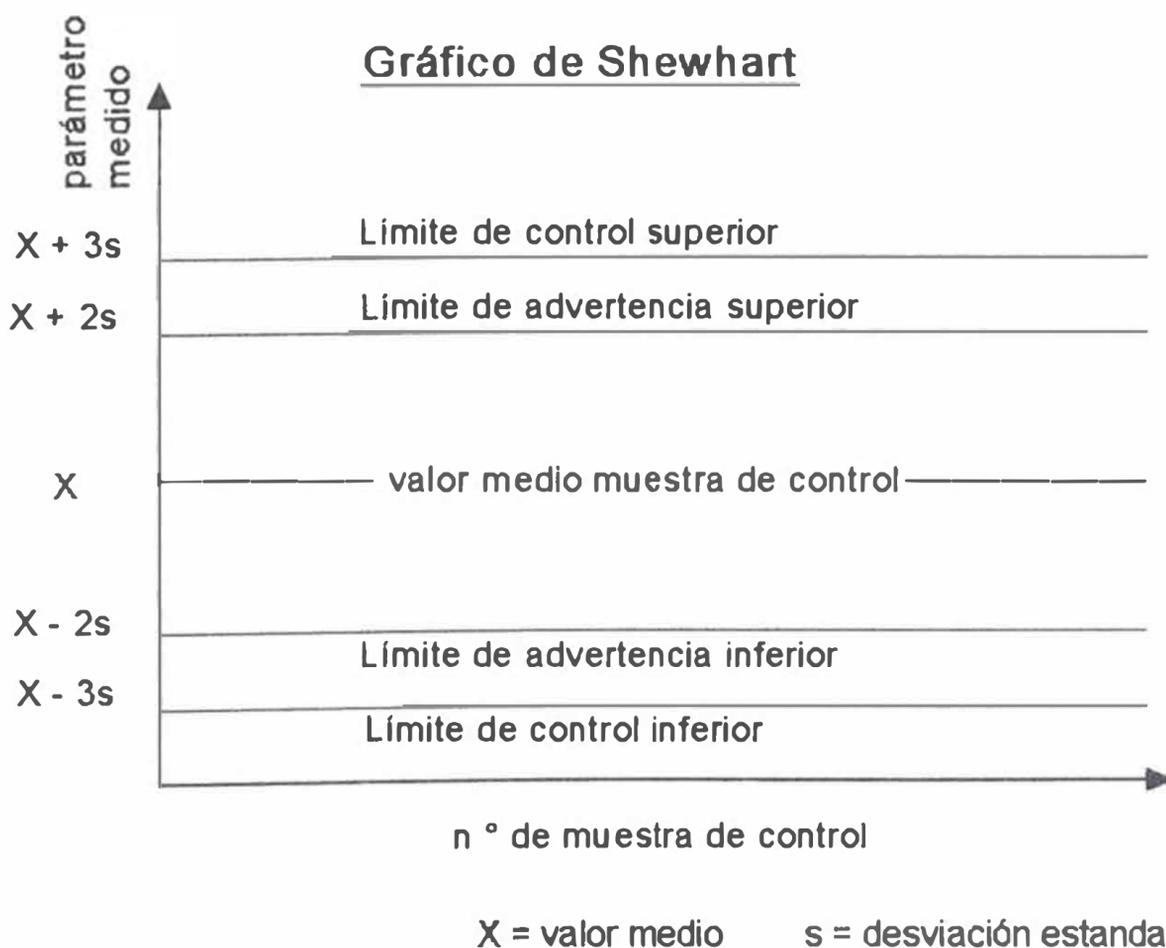 Gráfico de Shewhart
parámetro
medido
X + 3s
Límite de control superior
X + 2s
Límite de advertencia superior
X
valor medio muestra de control
X - 2s
Límite de advertencia inferior
X - 3s
Límite de control inferior
n ° de muestra de control
X = valor medio s = desviación estanda